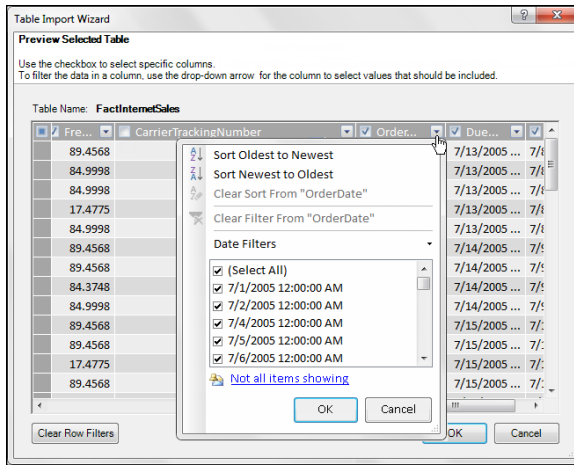 Table Import Wizard
Preview Selected Table
Use the checkbox to select specific columns.
To filter the data in a column, use the drop-down arrow for the column to select values that should be included.
Table Name: FactInternetSales
Fre... CarrierTrackingNumber Order... Due...
89.4568 7/13/2005 ... 7/8
84.9998 7/13/2005 ...
84.9998 7/13/2005 ...
17.4775 7/13/2005 ...
84.9998 7/13/2005 ...
89.4568 7/14/2005 ...
89.4568 7/14/2005 ...
84.3748 7/14/2005 ...
84.9998 7/14/2005 ...
89.4568 7/15/2005 ...
89.4568 7/15/2005 ...
17.4775 7/15/2005 ...
89.4568 7/15/2005 ...
Sort Oldest to Newest
Sort Newest to Oldest
Clear Sort From "OrderDate"
Clear Filter From "OrderDate"
Date Filters
(Select All)
7/1/2005 12:00:00 AM
7/2/2005 12:00:00 AM
7/4/2005 12:00:00 AM
7/5/2005 12:00:00 AM
7/6/2005 12:00:00 AM
Not all items showing
OK Cancel
Clear Row Filters OK Cancel